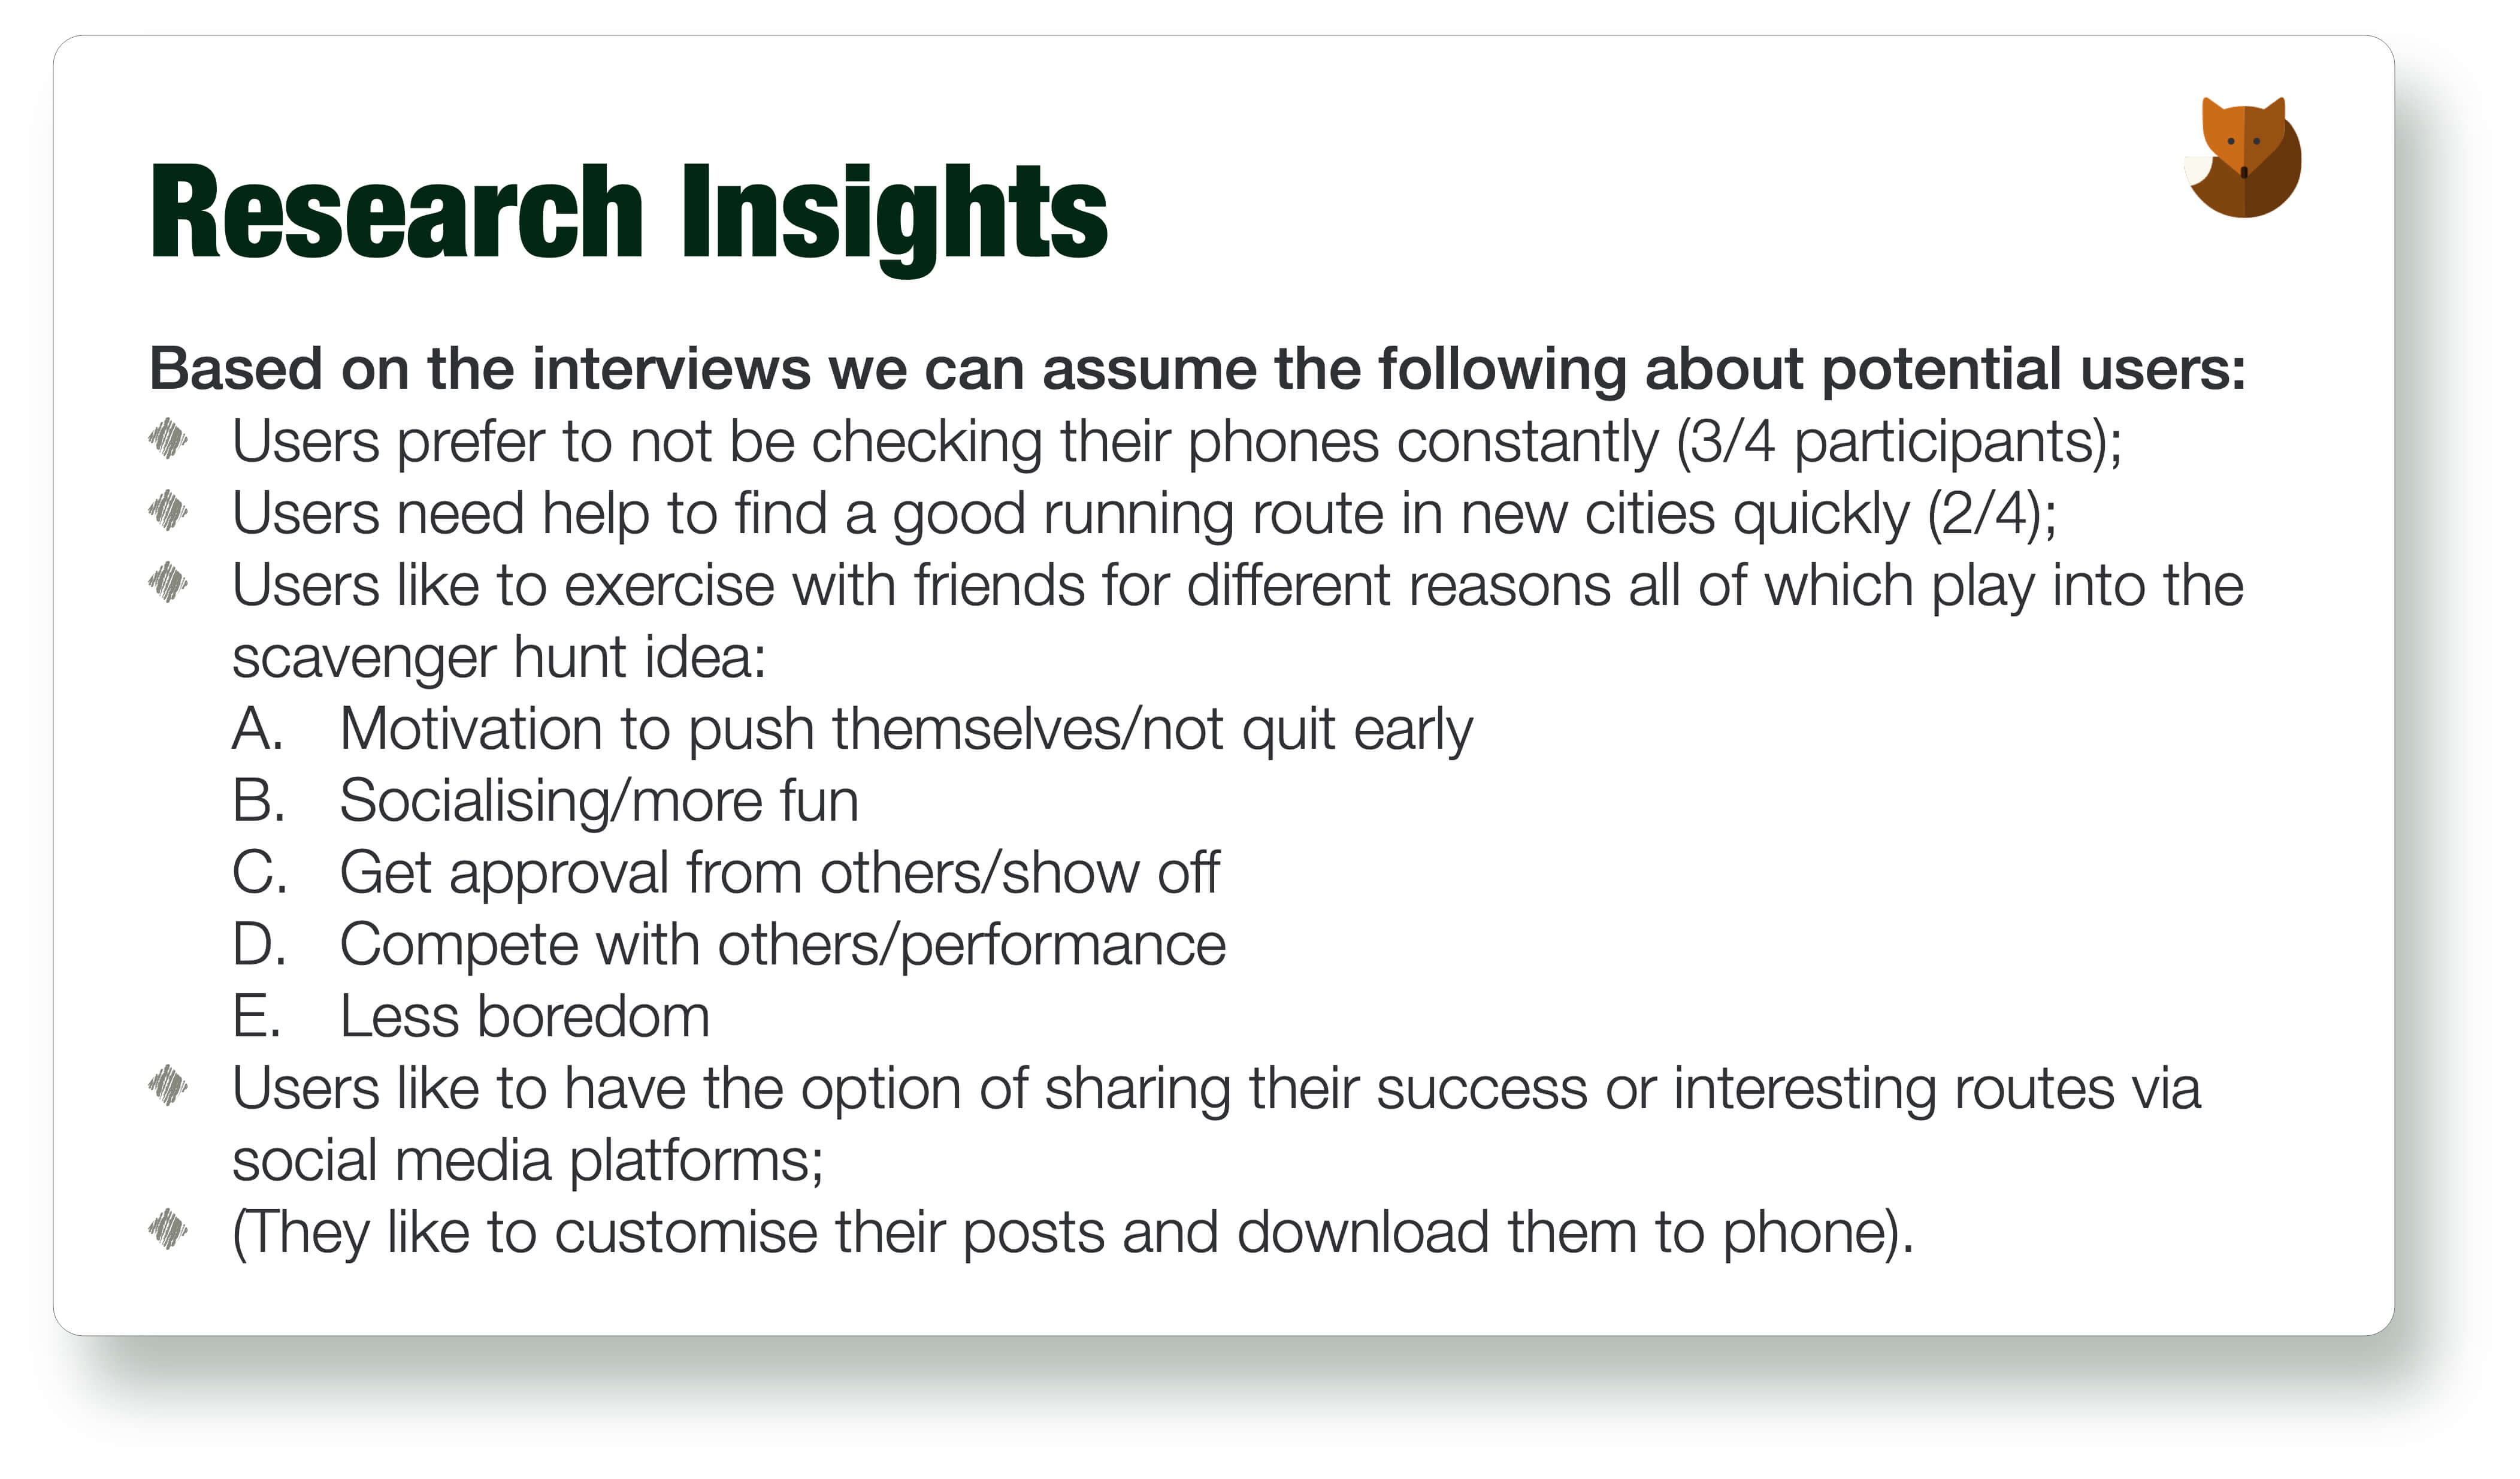 Research Insights
Based on the interviews we can assume the following about potential users:
Users prefer to not be checking their phones constantly (3/4 participants);
Users need help to find a good running route in new cities quickly (2/4);
Users like to exercise with friends for different reasons all of which play into the
scavenger hunt idea:
A. Motivation to push themselves/not quit early
B. Socialising/more fun
C. Get approval from others/show off
D. Compete with others/performance
E. Less boredom
Users like to have the option of sharing their success or interesting routes via
social media platforms;
(They like to customise their posts and download them to phone).